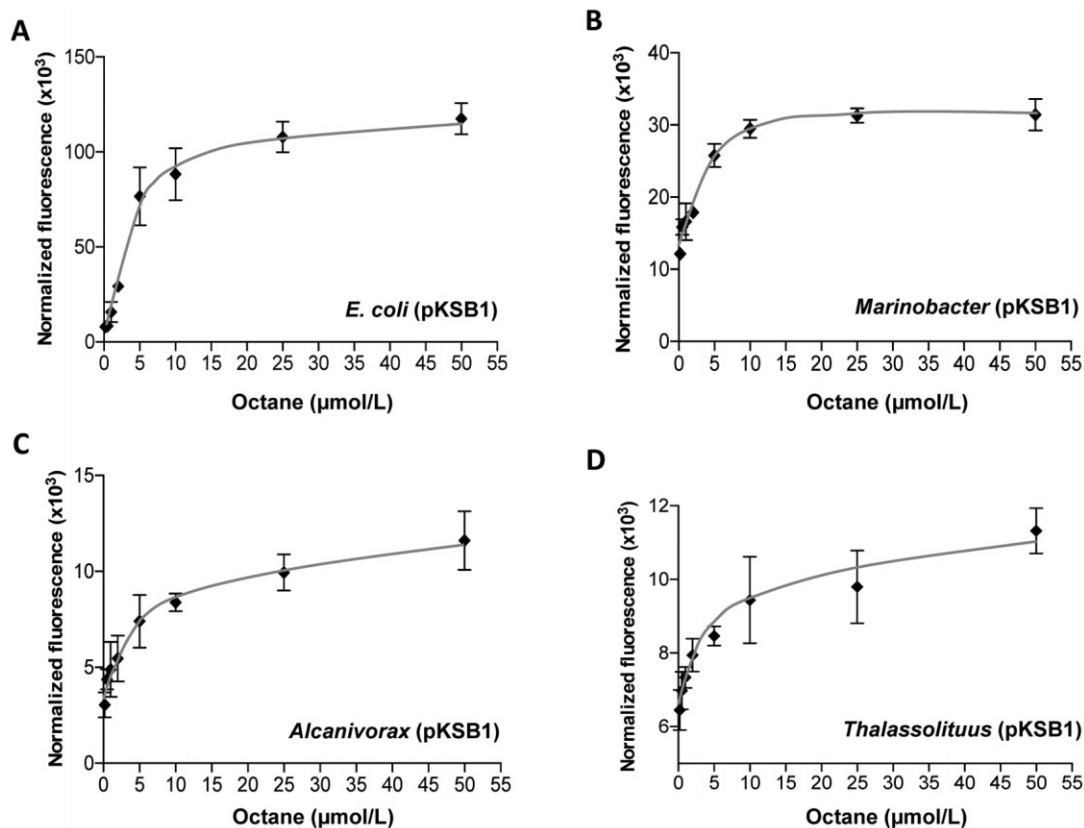 A
Normalized fluorescence (x10³)
150
100
50
0
0 5 10 15 20 25 30 35 40 45 50 55
Octane (µmol/L)
E. coli (pKSB1)
B
Normalized fluorescence (x10³)
40
30
20
10
0
0 5 10 15 20 25 30 35 40 45 50 55
Octane (µmol/L)
Marinobacter (pKSB1)
C
Normalized fluorescence (x10³)
15
10
5
0
0 5 10 15 20 25 30 35 40 45 50 55
Octane (µmol/L)
Alcanivorax (pKSB1)
D
Normalized fluorescence (x10³)
12
10
8
6
5
0 5 10 15 20 25 30 35 40 45 50 55
Octane (µmol/L)
Thalassolituus (pKSB1)